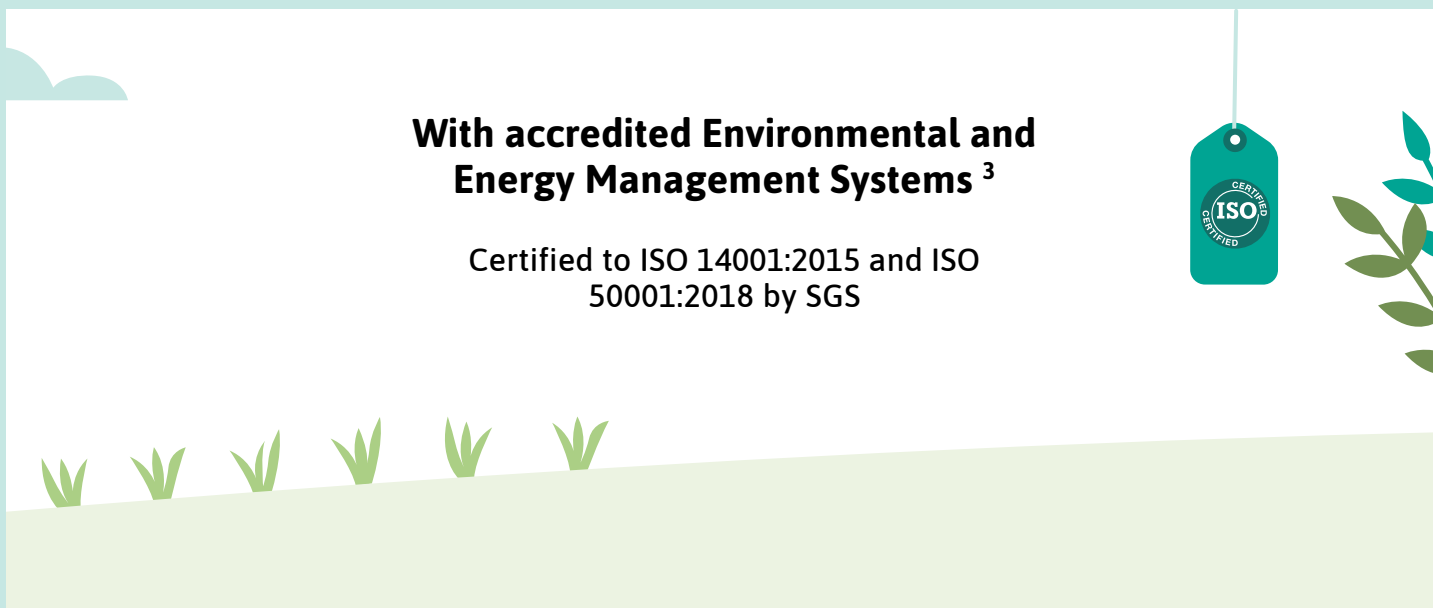 With accredited Environmental and
Energy Management Systems ³
Certified to ISO 14001:2015 and ISO
50001:2018 by SGS
CERTIFIED
ISO
CERTIFIED